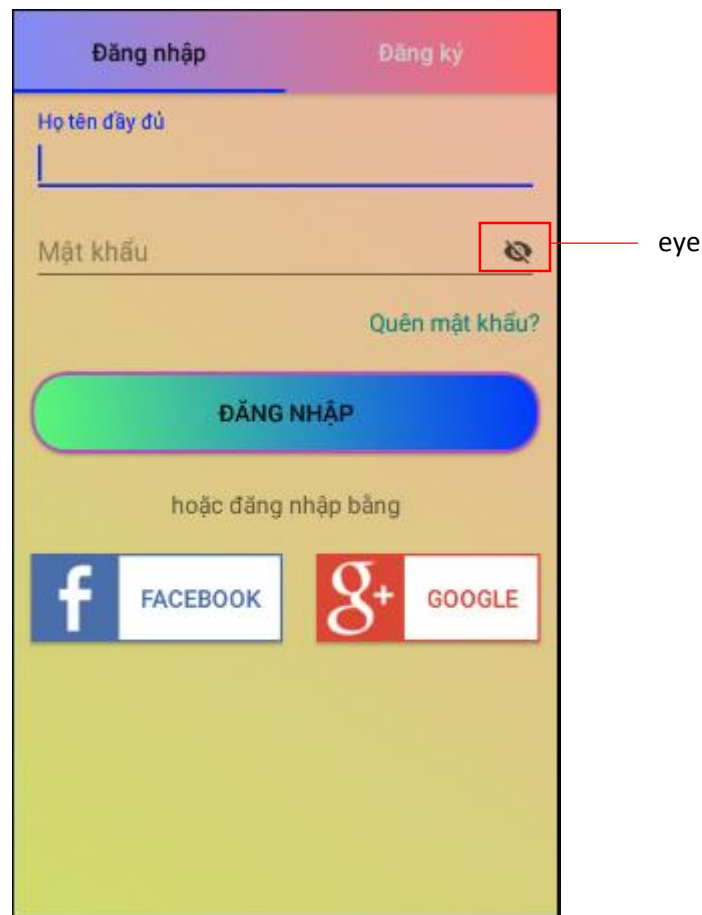 Đăng nhập Đăng ký
Họ tên đầy đủ
Mật khẩu
eye
Quên mật khẩu?
ĐĂNG NHẬP
hoặc đăng nhập bằng
f FACEBOOK g+ GOOGLE